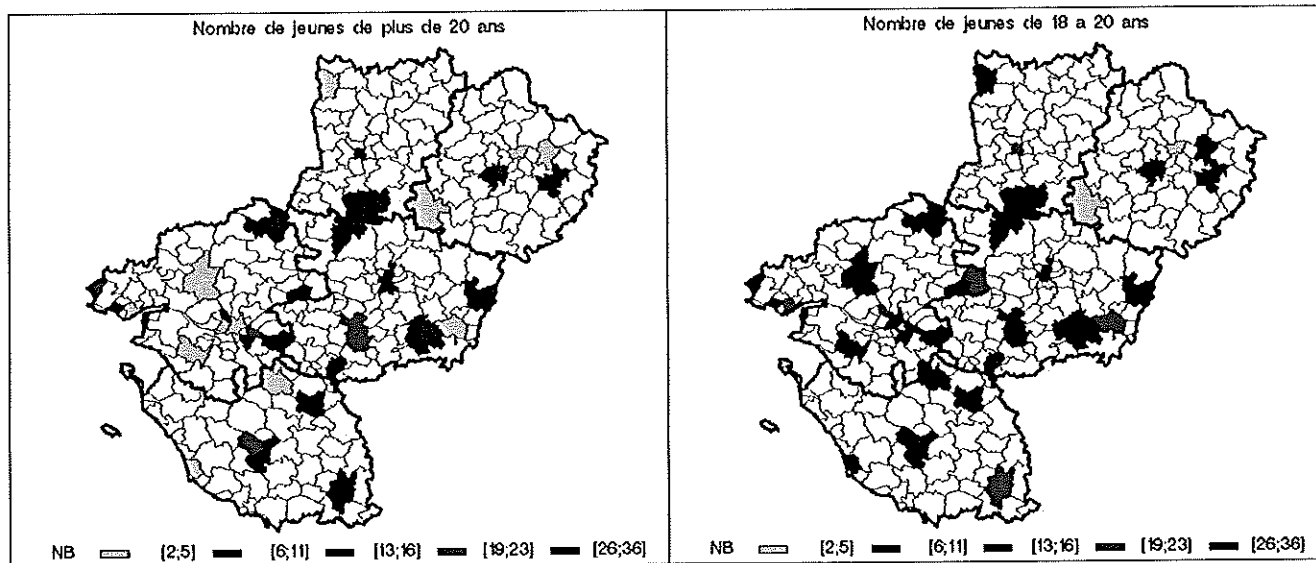 Nombre de jeunes de plus de 20 ans
NB [2;5] [6;11] [13;16] [19;23] [26;36]
Nombre de jeunes de 18 a 20 ans
NB [2;5] [6;11] [13;16] [19;23] [26;36]